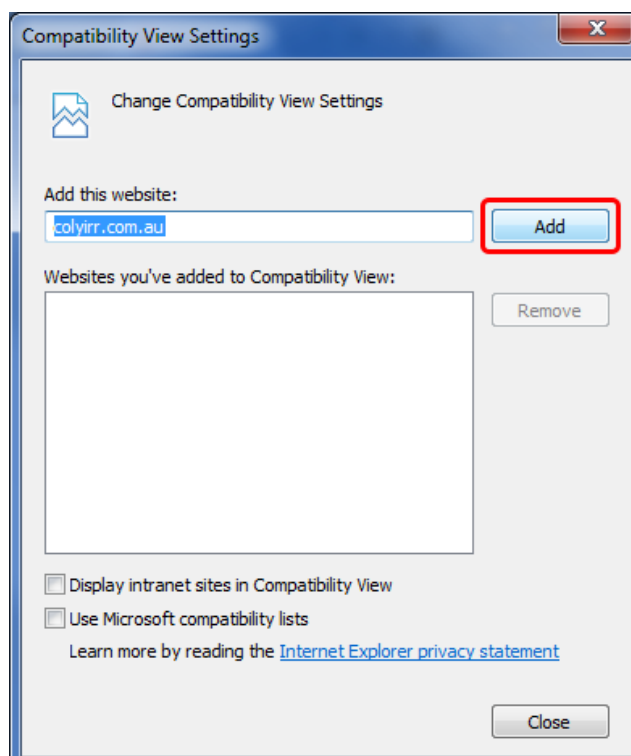 Compatibility View Settings
Change Compatibility View Settings
Add this website:
colyirr.com.au
Add
Websites you've added to Compatibility View:
Remove
Display intranet sites in Compatibility View
Use Microsoft compatibility lists
Learn more by reading the Internet Explorer privacy statement
Close